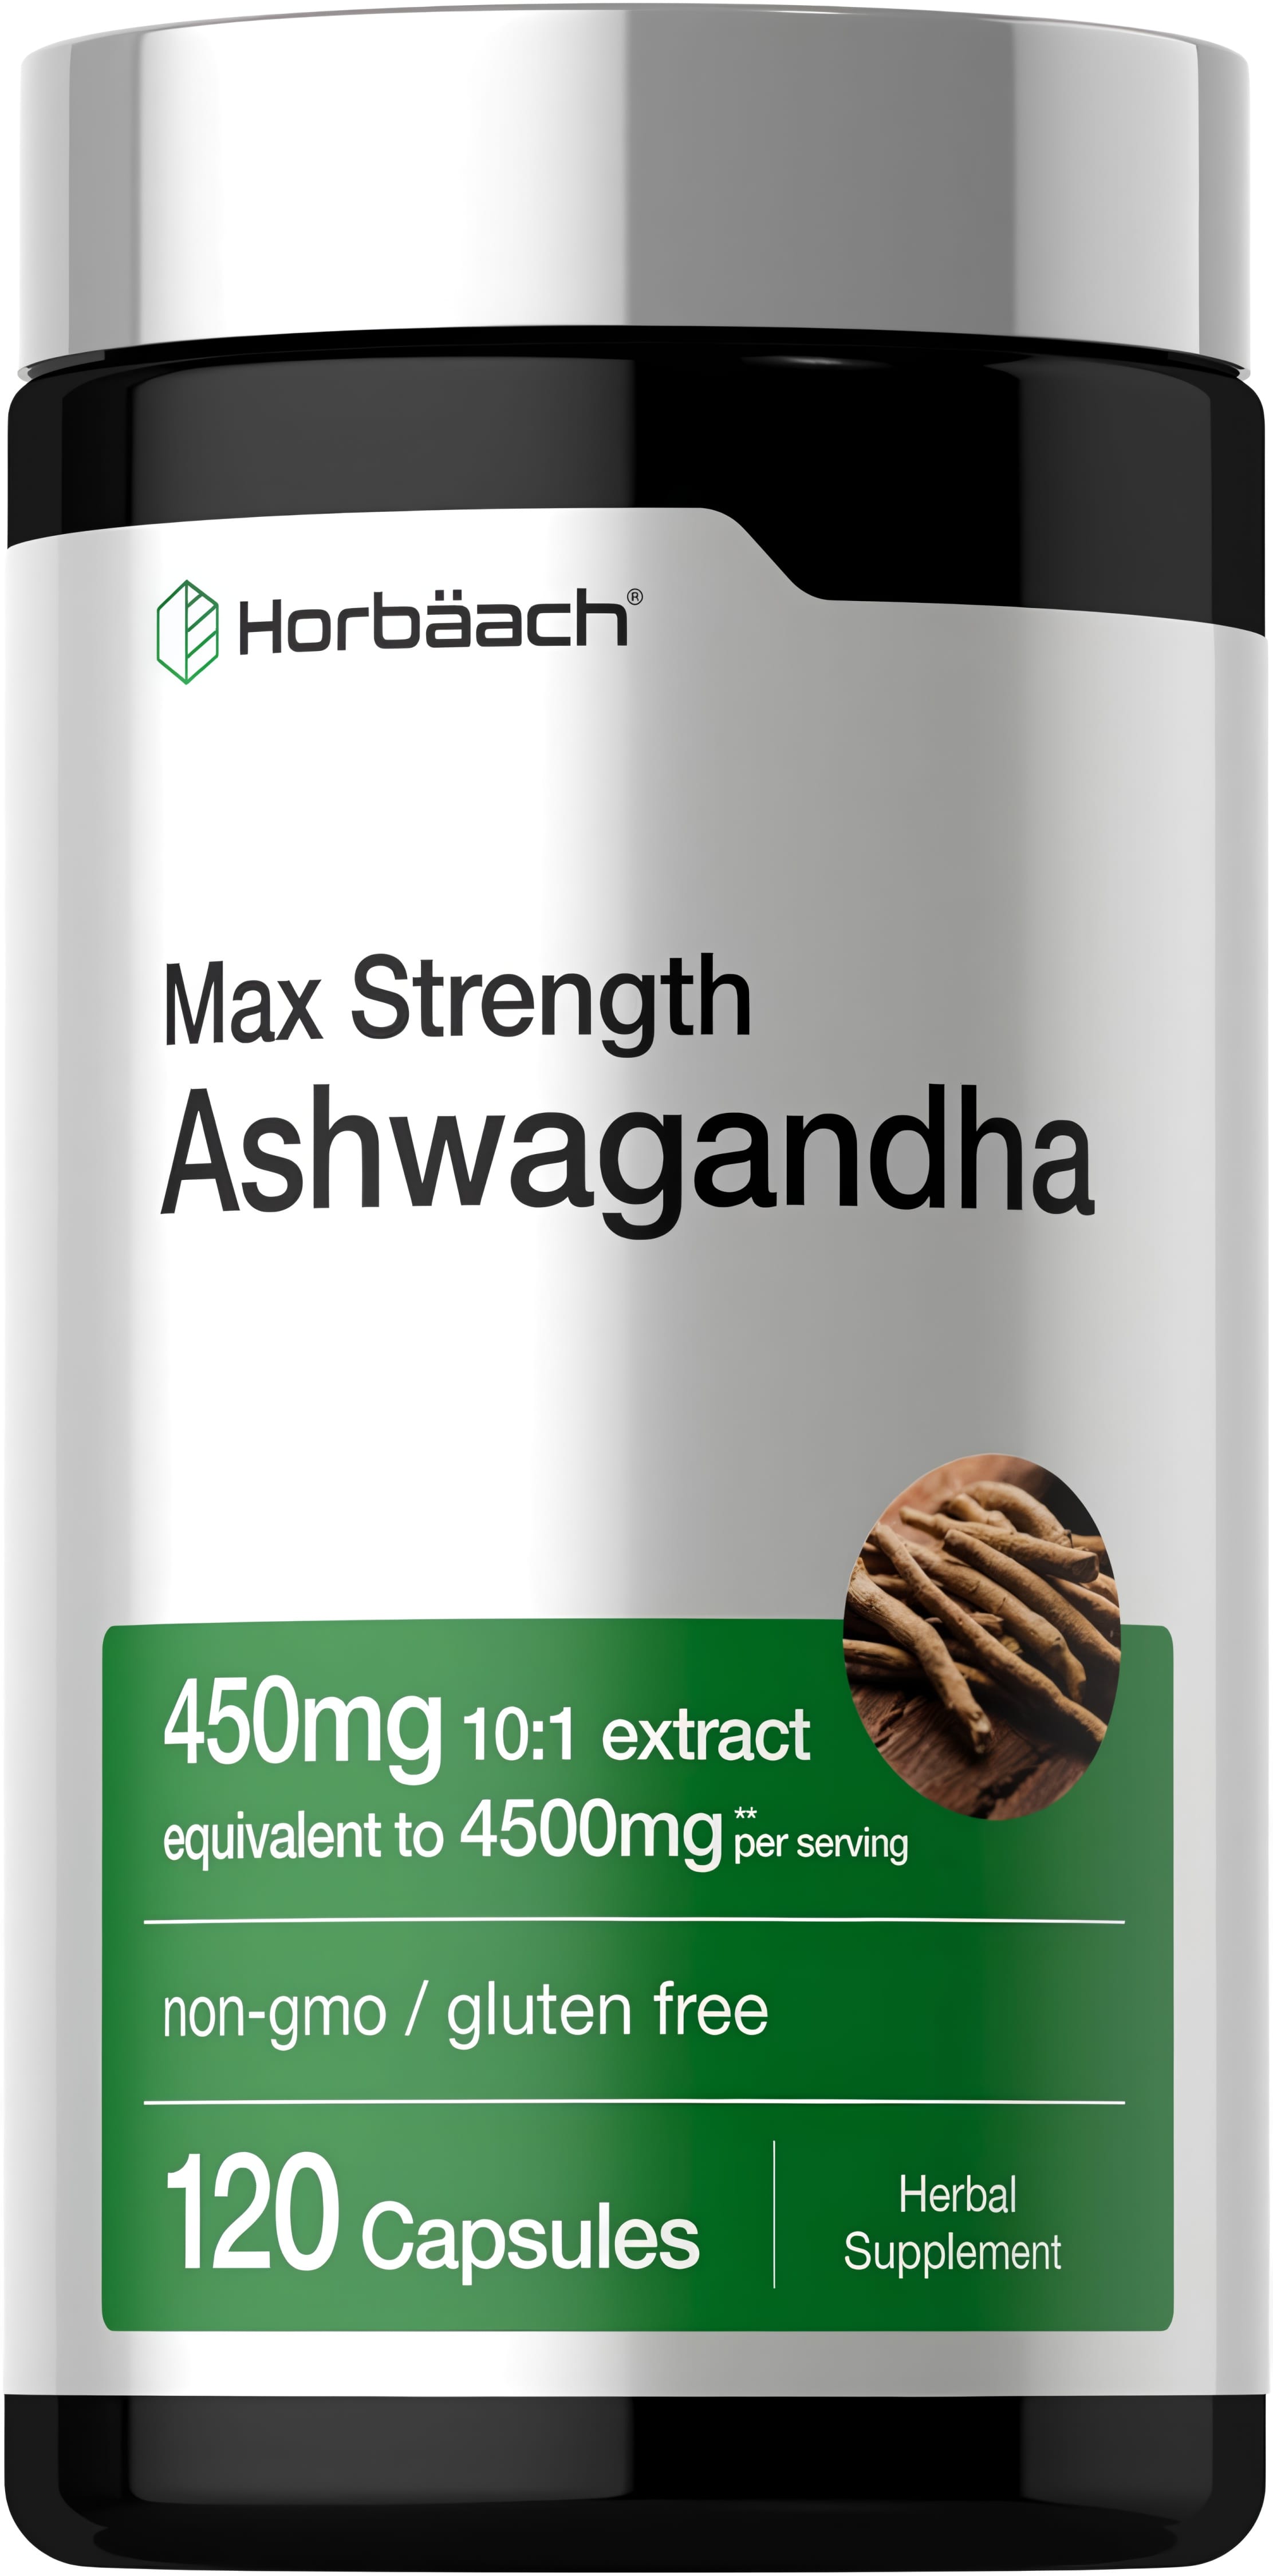 Horbäach®
Max Strength
Ashwagandha
450mg 10:1 extract
equivalent to 4500mg** per serving
non-gmo / gluten free
120 Capsules
Herbal
Supplement